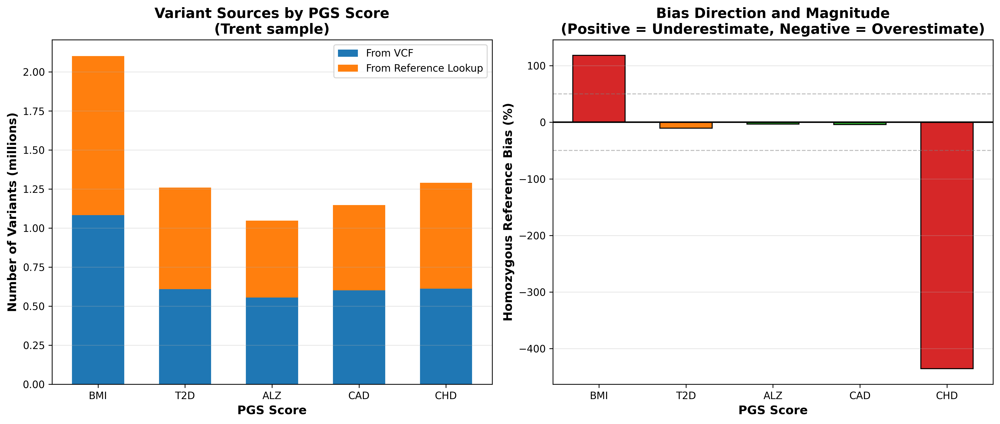 Variant Sources by PGS Score
(Trent sample)
From VCF
From Reference Lookup
Number of Variants (millions)
2.00
1.75
1.50
1.25
1.00
0.75
0.50
0.25
0.00
BMI
T2D
ALZ
CAD
CHD
PGS Score
Bias Direction and Magnitude
(Positive = Underestimate, Negative = Overestimate)
Homozygous Reference Bias (%)
100
0
−100
−200
−300
−400
BMI
T2D
ALZ
CAD
CHD
PGS Score